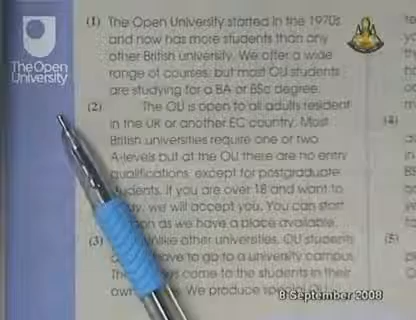 The Open
University
(1) The Open University started in the 1970s
and now has more students than any
other British university. We offer a wide
range of courses, but most OU students
are studying for a BA or BSc degree.
(2) The OU is open to all adults resident
in the UK or another EC country. Most
British universities require one or two
A-levels but at the OU there are no entry
qualifications, except for postgraduate
students. If you are over 18 and want to
we will accept you. You can start
as we have a place available.
(3) Unlike other universities, OU students
have to go to a university campus.
come to the students in their
own We produce special
(4)
(5)
8 September 2008